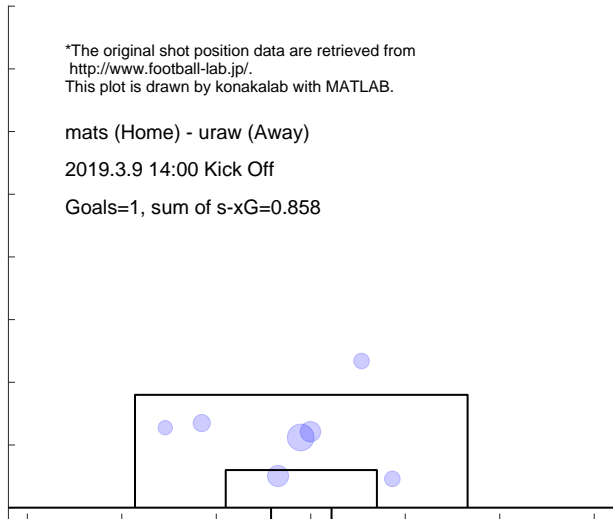 *The original shot position data are retrieved from
http://www.football-lab.jp/.
This plot is drawn by konakalab with MATLAB.
mats (Home) - uraw (Away)
2019.3.9 14:00 Kick Off
Goals=1, sum of s-xG=0.858